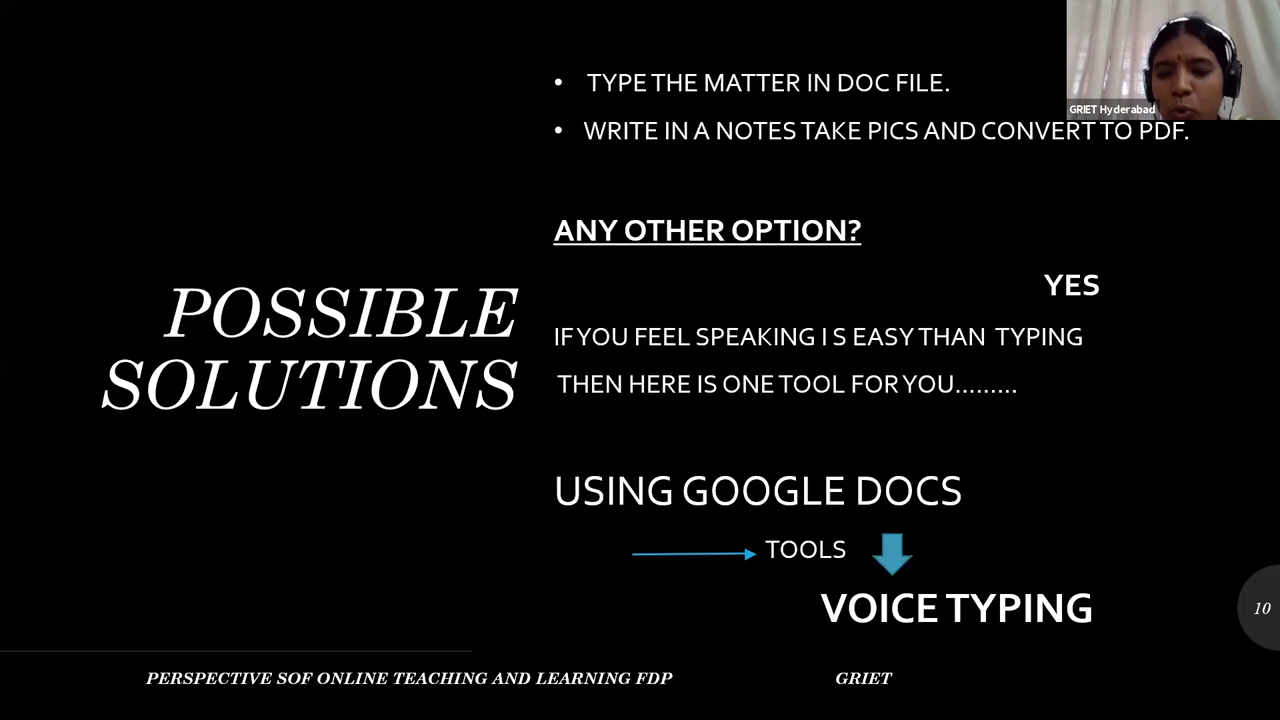 GRIET Hyderabad
• TYPE THE MATTER IN DOC FILE.
• WRITE IN A NOTES TAKE PICS AND CONVERT TO PDF.
ANY OTHER OPTION?
YES
IF YOU FEEL SPEAKING I S EASY THAN TYPING
THEN HERE IS ONE TOOL FOR YOU.........
POSSIBLE
SOLUTIONS
USING GOOGLE DOCS
TOOLS
VOICE TYPING
10
PERSPECTIVE SOF ONLINE TEACHING AND LEARNING FDP
GRIET